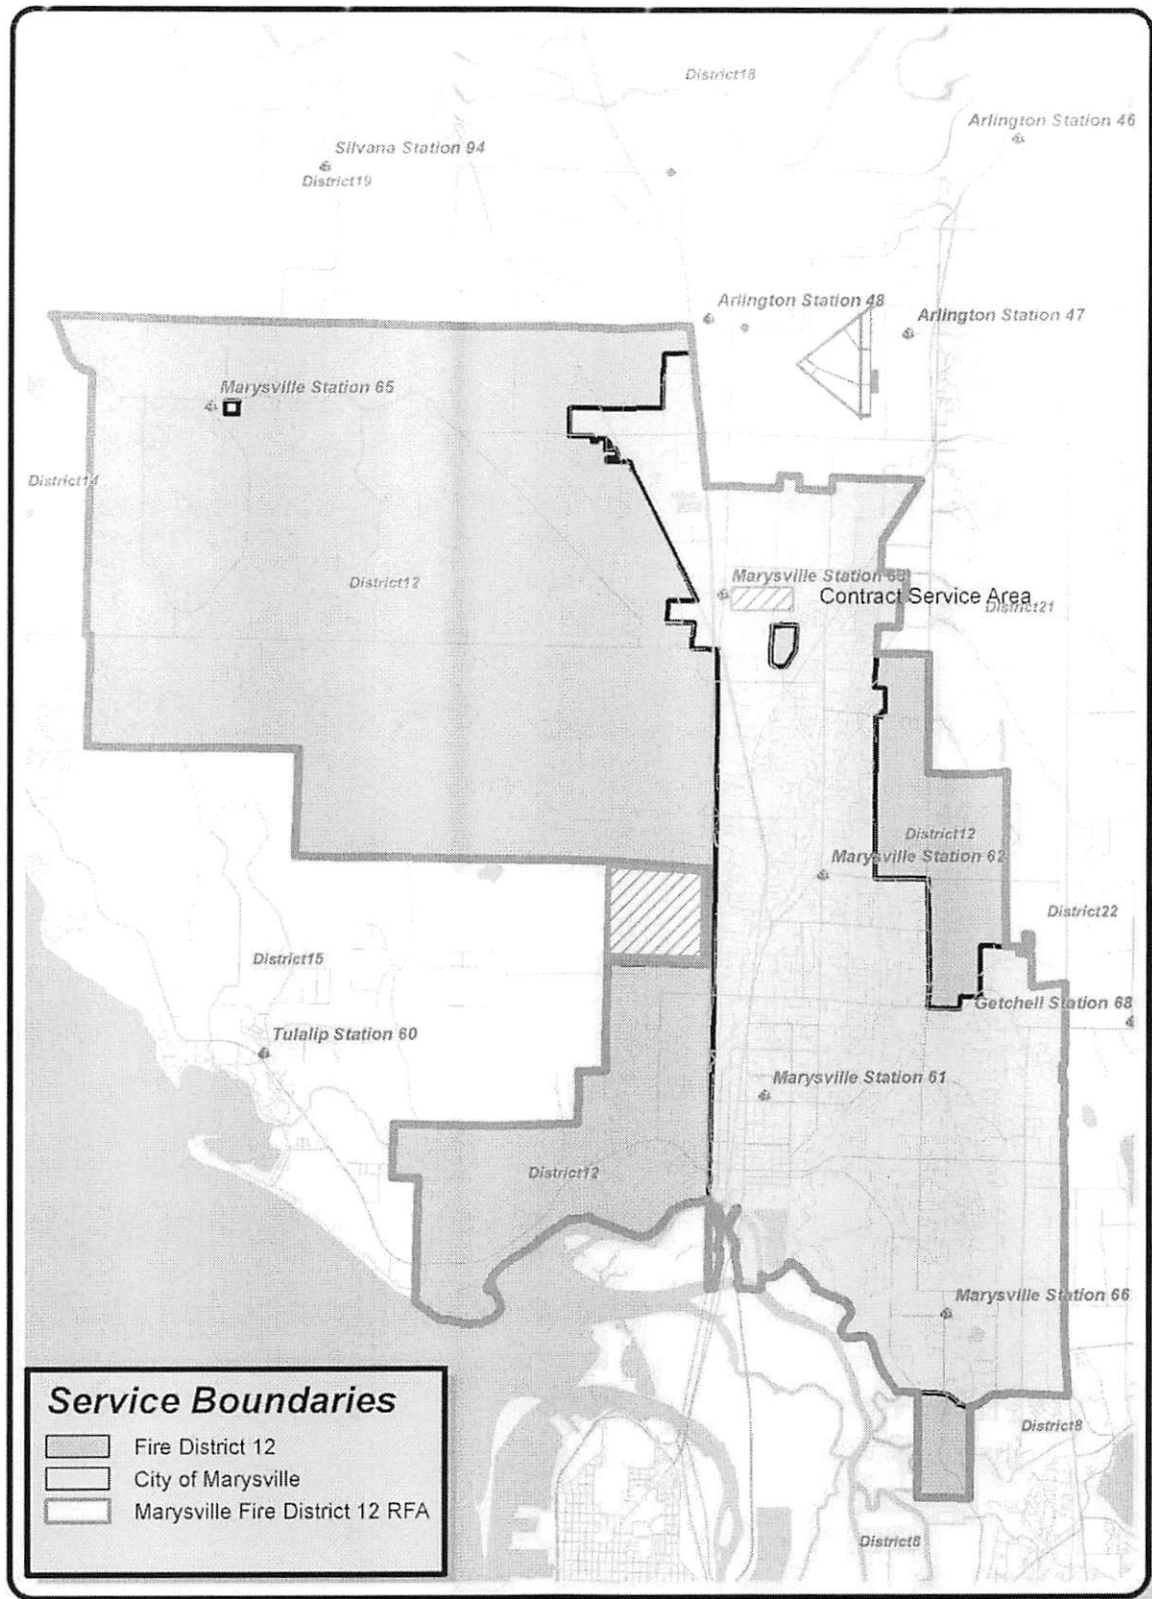 District18
Arlington Station 46
Silvana Station 94
District19
Arlington Station 48
Arlington Station 47
Marysville Station 65
District14
District12
Marysville Station 63
Contract Service Area
District21
District12
Marysville Station 62
District22
District15
Getchell Station 68
Tulalip Station 60
Marysville Station 61
District12
Marysville Station 66
District8
District8
Service Boundaries
Fire District 12
City of Marysville
Marysville Fire District 12 RFA